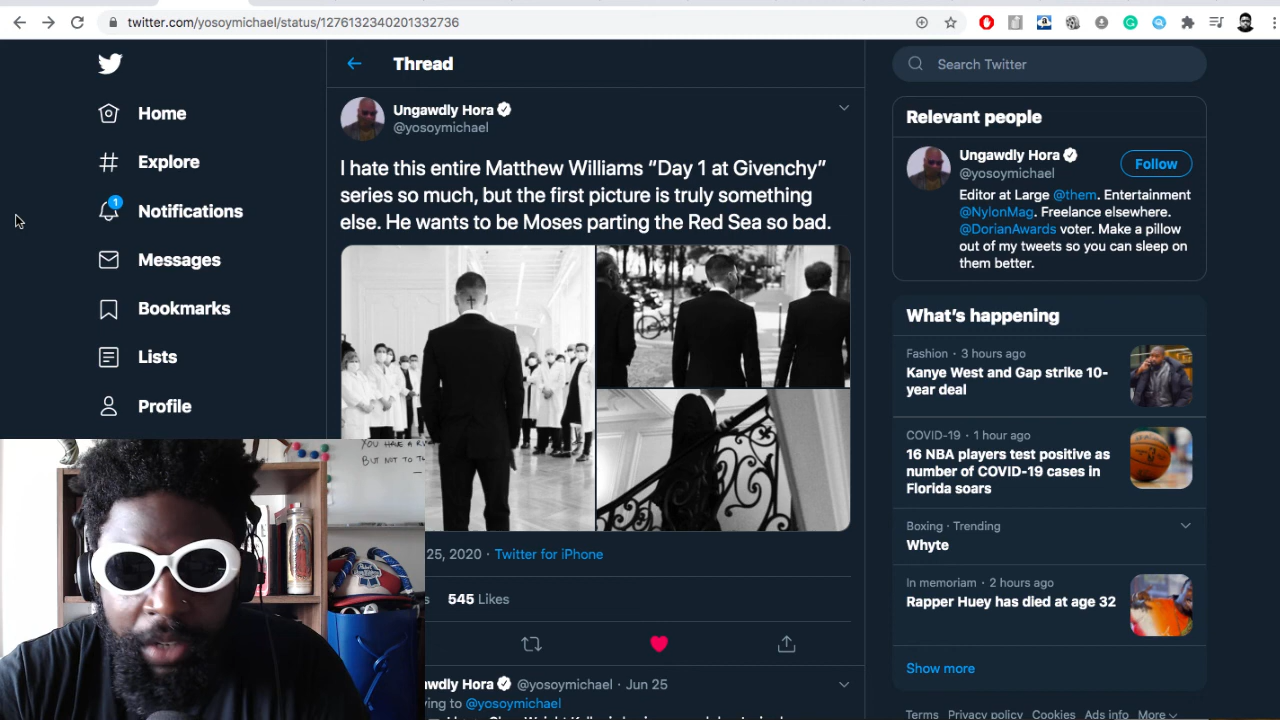 twitter.com/yosoymichael/status/1276132340201332736
Home
Explore
1
Notifications
Messages
Bookmarks
Lists
Profile
Thread
Ungawdly Hora
@yosoymichael
I hate this entire Matthew Williams “Day 1 at Givenchy”
series so much, but the first picture is truly something
else. He wants to be Moses parting the Red Sea so bad.
25, 2020 · Twitter for iPhone
545 Likes
@yosoymichael · Jun 25
@yosoymichael
Search Twitter
Relevant people
Ungawdly Hora
@yosoymichael
Follow
Editor at Large @them. Entertainment
@NylonMag. Freelance elsewhere.
@DorianAwards voter. Make a pillow
out of my tweets so you can sleep on
them better.
What’s happening
Fashion · 3 hours ago
Kanye West and Gap strike 10-
year deal
COVID-19 · 1 hour ago
16 NBA players test positive as
number of COVID-19 cases in
Florida soars
Boxing · Trending
Whyte
In memoriam · 2 hours ago
Rapper Huey has died at age 32
Show more
Terms Privacy policy Cookies Ads info More
YOU HAVE A
BUT NOT TO